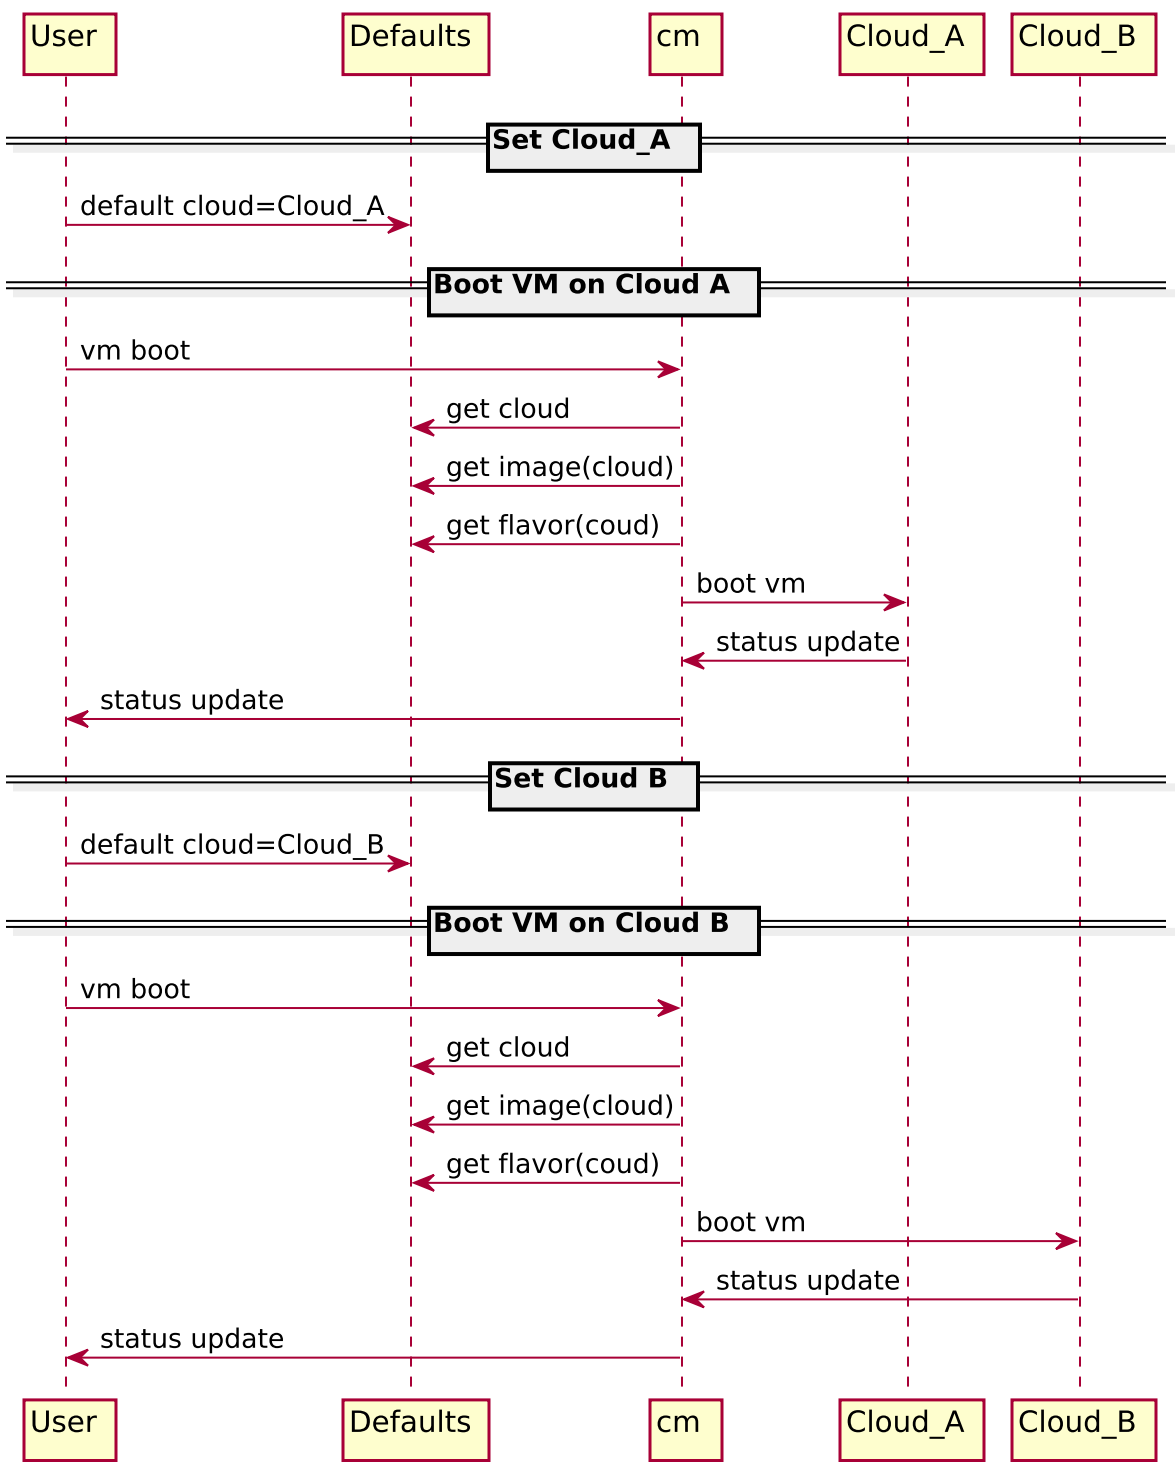 User Defaults cm Cloud_A Cloud_B
Set Cloud_A
default cloud=Cloud_A
Boot VM on Cloud A
vm boot
get cloud
get image(cloud)
get flavor(coud)
boot vm
status update
status update
Set Cloud B
default cloud=Cloud_B
Boot VM on Cloud B
vm boot
get cloud
get image(cloud)
get flavor(coud)
boot vm
status update
status update
User Defaults cm Cloud_A Cloud_B